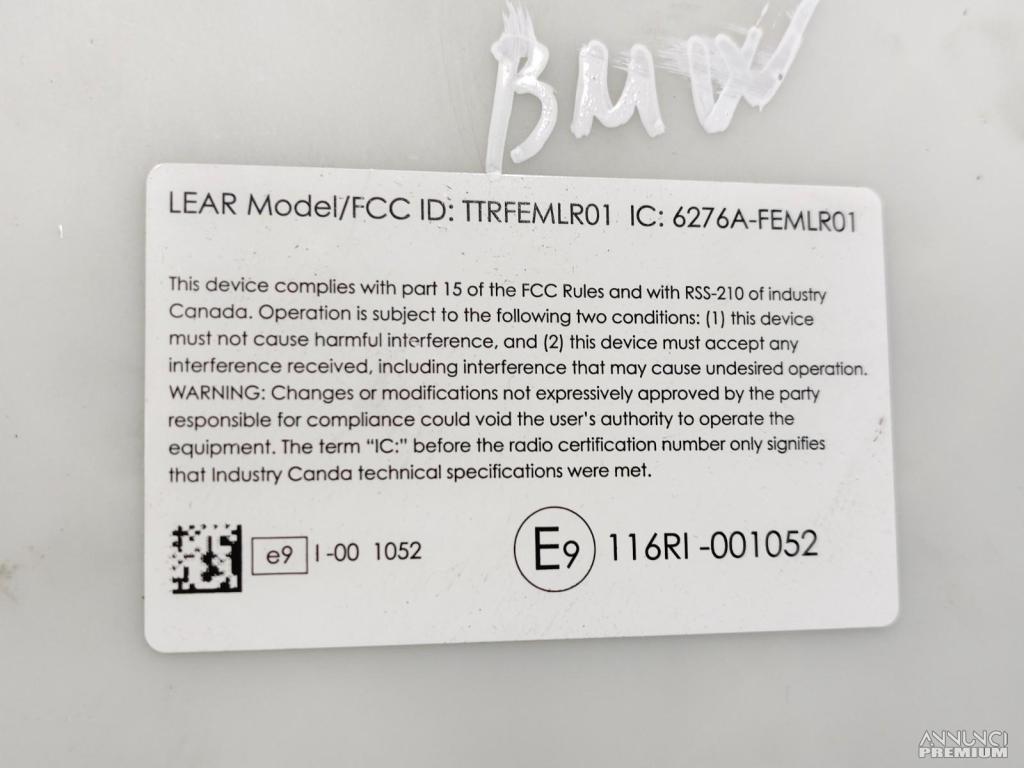 BMW
LEAR Model/FCC ID: TTRFEMLR01 IC: 6276A-FEMLR01
This device complies with part 15 of the FCC Rules and with RSS-210 of industry
Canada. Operation is subject to the following two conditions: (1) this device
must not cause harmful interference, and (2) this device must accept any
interference received, including interference that may cause undesired operation.
WARNING: Changes or modifications not expressively approved by the party
responsible for compliance could void the user's authority to operate the
equipment. The term “IC:” before the radio certification number only signifies
that Industry Canda technical specifications were met.
e9 I-00 1052 E9 116RI-001052
ANNUNCI
PREMIUM